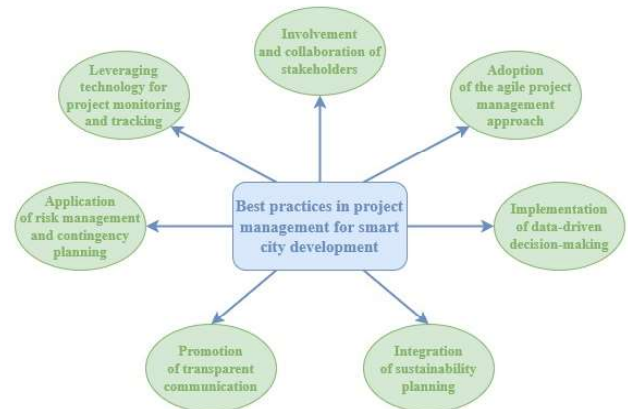 Involvement
and collaboration of
stakeholders
Leveraging
technology for
project monitoring
and tracking
Adoption
of the agile project
management
approach
Application
of risk management
and contingency
planning
Best practices in project
management for smart
city development
Implementation
of data-driven
decision-making
Promotion
of transparent
communication
Integration
of sustainability
planning